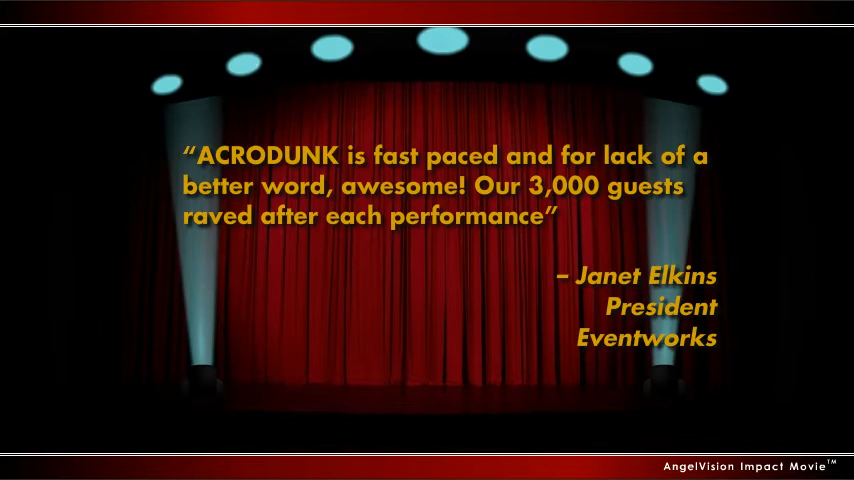 “ACRODUNK is fast paced and for lack of a
better word, awesome! Our 3,000 guests
raved after each performance”
– Janet Elkins
President
Eventworks
AngelVision Impact Movie™